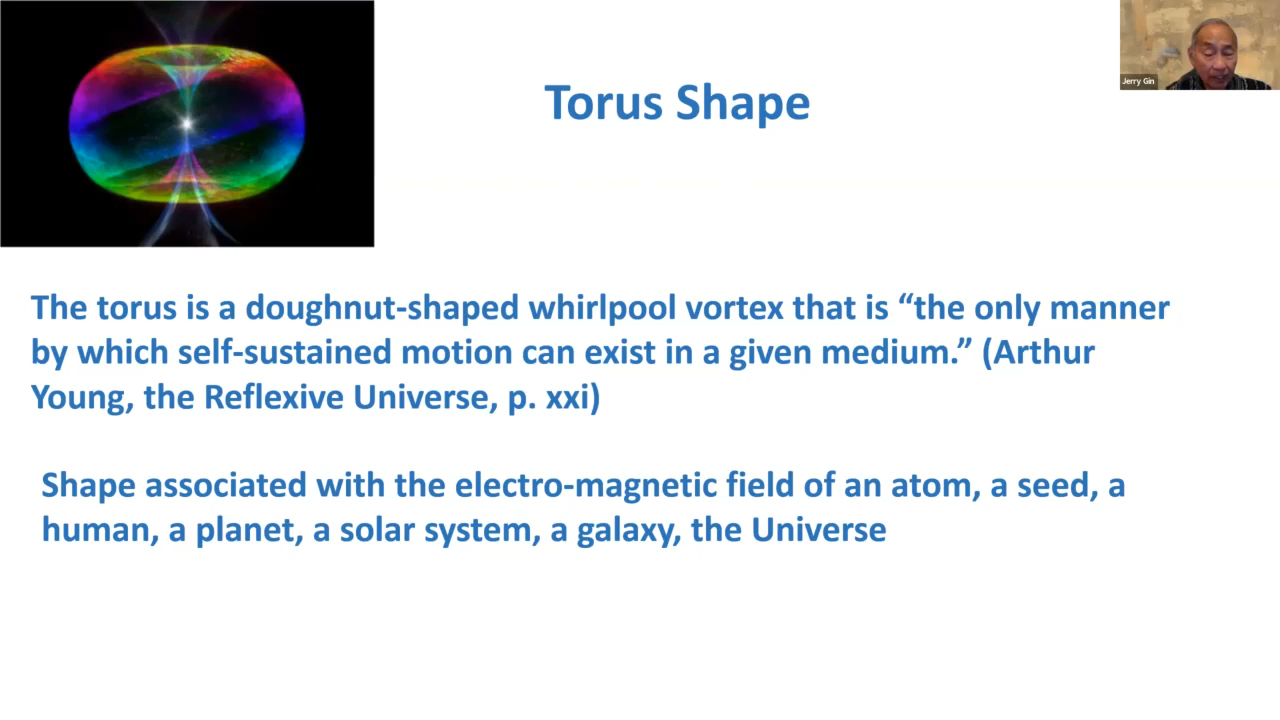 Jerry Gin
Torus Shape
The torus is a doughnut-shaped whirlpool vortex that is “the only manner
by which self-sustained motion can exist in a given medium.” (Arthur
Young, the Reflexive Universe, p. xxi)
Shape associated with the electro-magnetic field of an atom, a seed, a
human, a planet, a solar system, a galaxy, the Universe